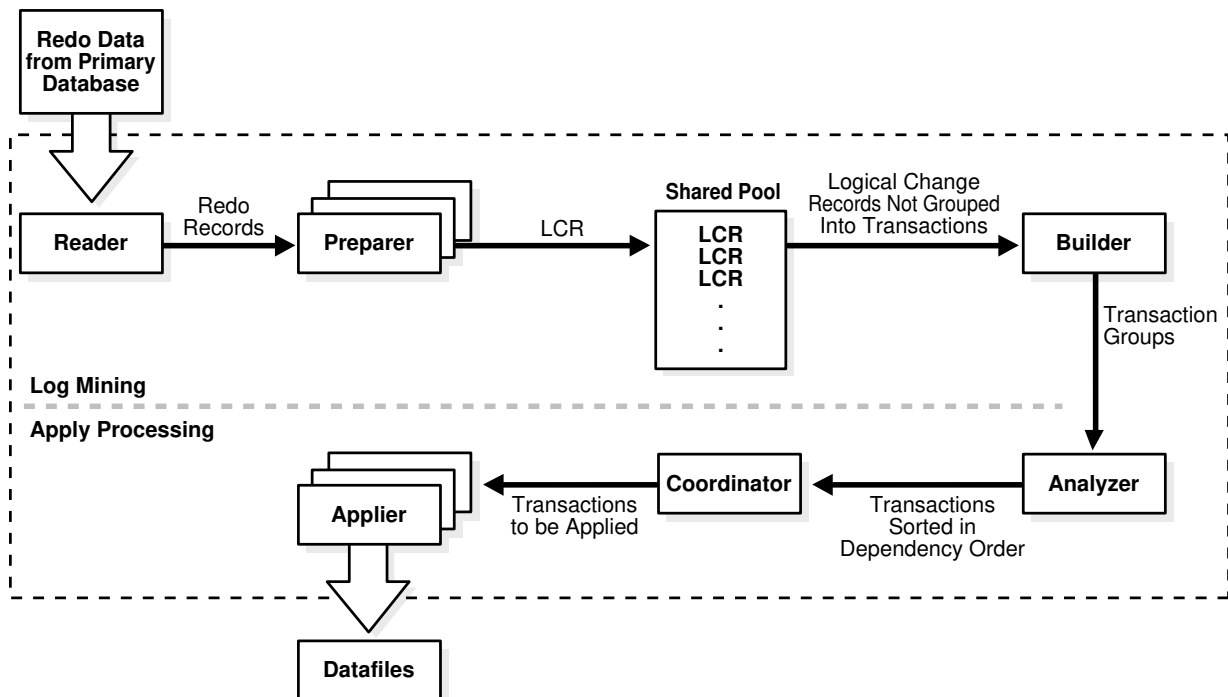 Redo Data
from Primary
Database
Reader
Redo
Records
Preparer
LCR
Shared Pool
LCR
LCR
LCR
.
.
.
Logical Change
Records Not Grouped
Into Transactions
Builder
Transaction
Groups
Log Mining
Apply Processing
Analyzer
Transactions
Sorted in
Dependency Order
Coordinator
Transactions
to be Applied
Applier
Datafiles